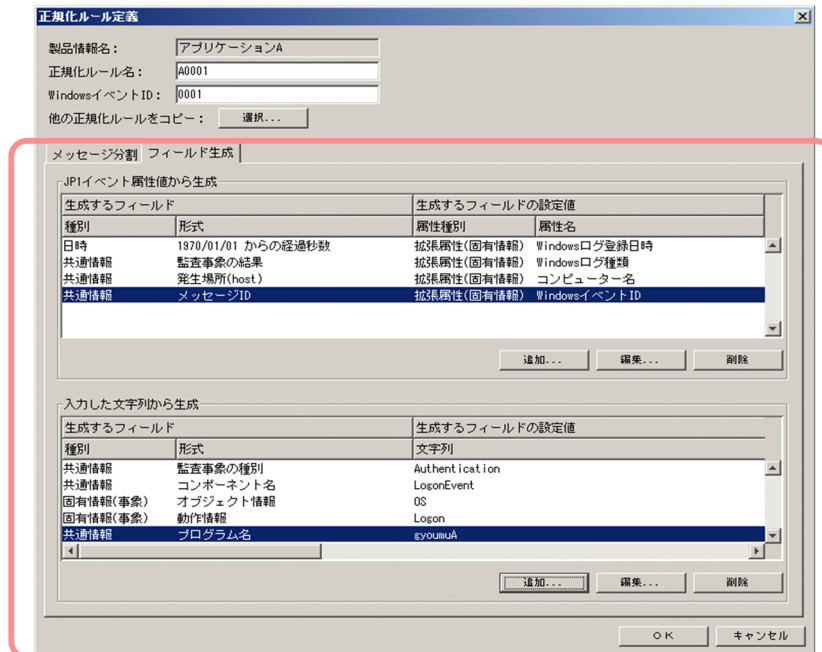 正規化ルール定義
製品情報名: アプリケーションA
正規化ルール名: A0001
WindowsイベントID: 0001
他の正規化ルールをコピー: 選択...
メッセージ分割 フィールド生成
JP1イベント属性値から生成
生成するフィールド 生成するフィールドの設定値
種別 形式 属性種別 属性名
日時 1970/01/01 からの経過秒数 拡張属性(固有情報) Windowsログ登録日時
共通情報 監査事象の結果 拡張属性(固有情報) Windowsログ種類
共通情報 発生場所(host) 拡張属性(固有情報) コンピューター名
共通情報 メッセージID 拡張属性(固有情報) WindowsイベントID
追加... 編集... 削除
入力した文字列から生成
生成するフィールド 生成するフィールドの設定値
種別 形式 文字列
共通情報 監査事象の種別 Authentication
共通情報 コンポーネント名 LogonEvent
固有情報(事象) オブジェクト情報 OS
固有情報(事象) 動作情報 Logon
共通情報 プログラム名 gyoumuA
追加... 編集... 削除
OK キャンセル